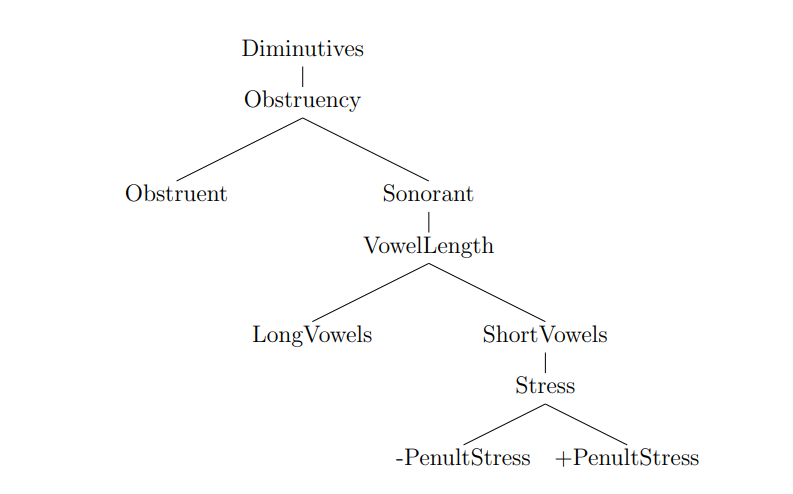 Diminutives
Obstruency
Obstruent Sonorant
VowelLength
LongVowels ShortVowels
Stress
-PenultStress +PenultStress